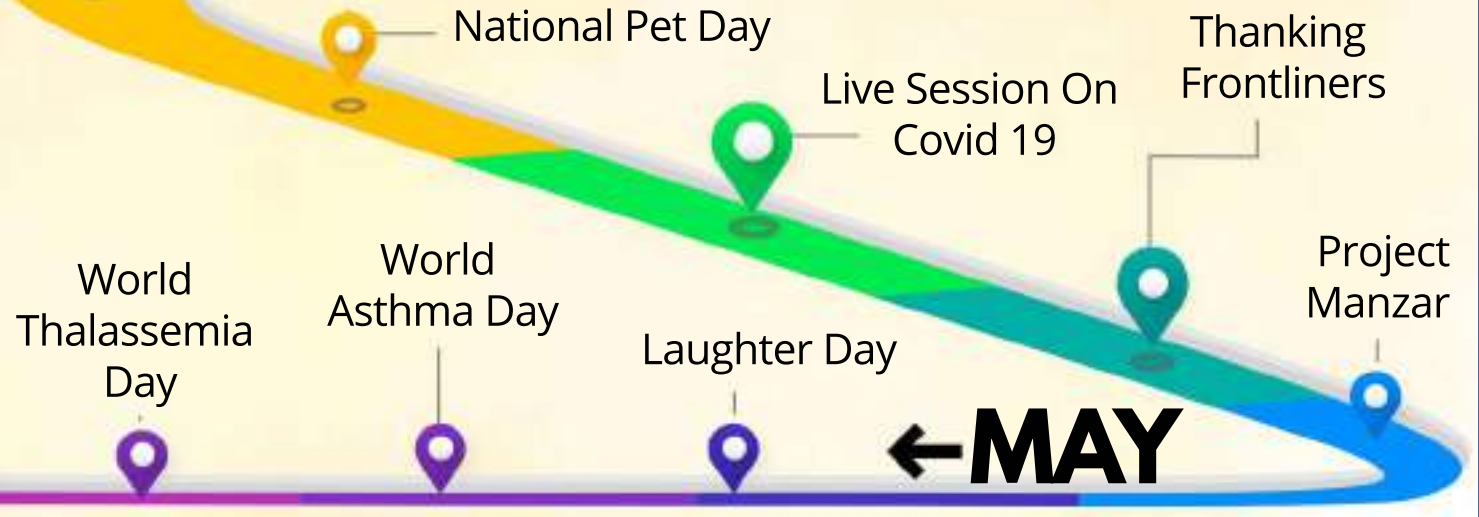 National Pet Day
Live Session On
Covid 19
Thanking
Frontliners
Project
Manzar
←MAY
Laughter Day
World
Asthma Day
World
Thalassemia
Day